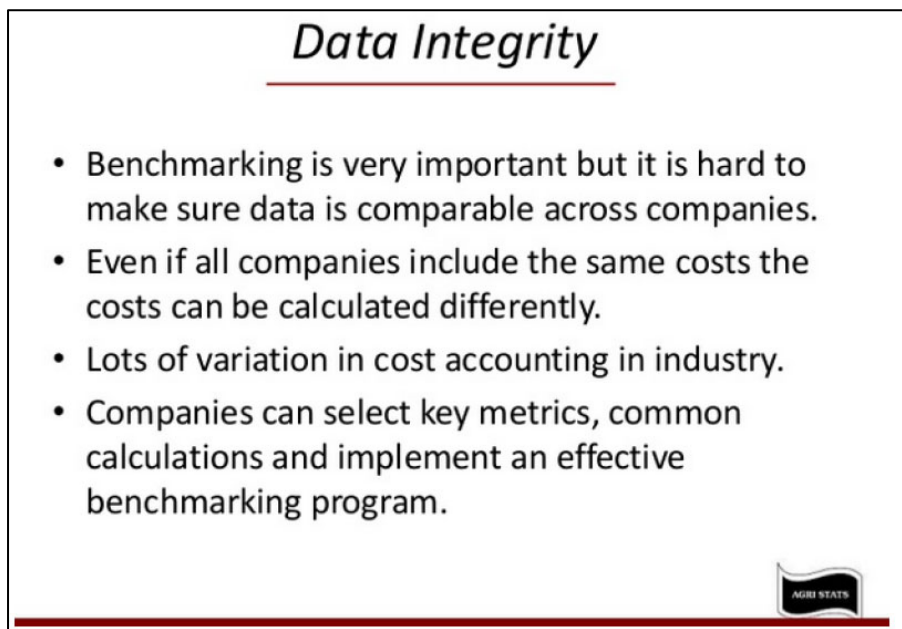 Data Integrity
• Benchmarking is very important but it is hard to
make sure data is comparable across companies.
• Even if all companies include the same costs the
costs can be calculated differently.
• Lots of variation in cost accounting in industry.
• Companies can select key metrics, common
calculations and implement an effective
benchmarking program.
AGRI STATS